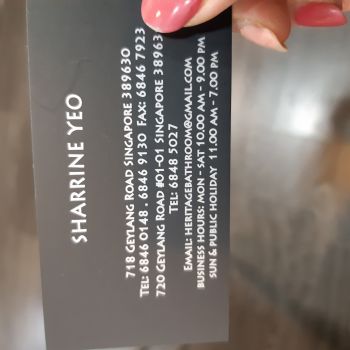 SHARRINE YEO
718 GEYLANG ROAD SINGAPORE 389630
TEL: 6846 0148 . 6846 9130 FAX: 6846 7923
720 GEYLANG ROAD #01-01 SINGAPORE 38963
TEL: 6848 5027
EMAIL: HERITAGEBATHROOM@GMAIL.COM
BUSINESS HOURS: MON - SAT 10.00 AM - 9.00 PM
SUN & PUBLIC HOLIDAY 11.00 AM - 7.00 PM